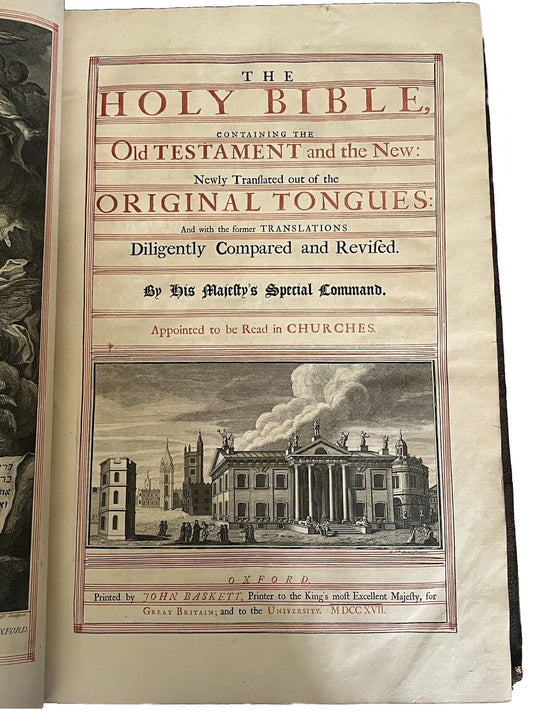 THE
HOLY BIBLE,
CONTAINING THE
Old TESTAMENT and the New:
Newly Tranſlated out of the
ORIGINAL TONGUES:
And with the former TRANSLATIONS
Diligently Compared and Reviſed.
By His Majeſty's Special Command.
Appointed to be Read in CHURCHES.
OXFORD,
Printed by JOHN BASKETT, Printer to the King's moſt Excellent Majeſty, for
GREAT BRITAIN; and to the UNIVERSITY. MDCCXVII.
XFORD.